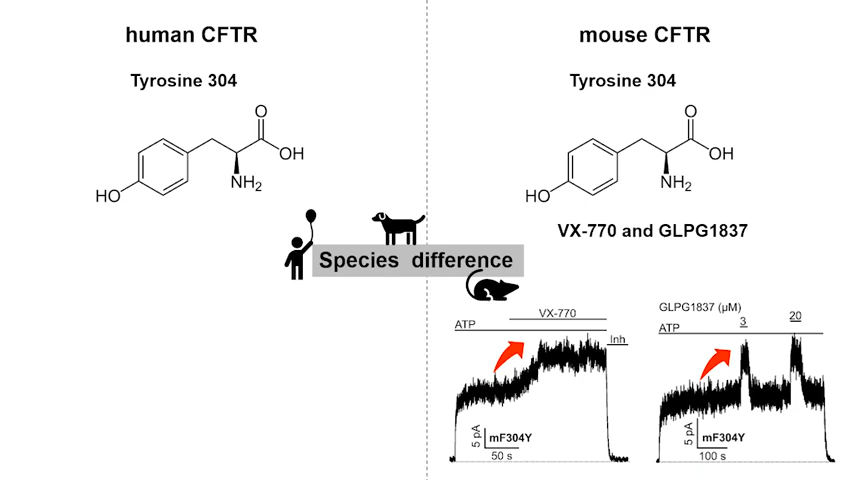 human CFTR
Tyrosine 304
O
OH
NH2
HO
mouse CFTR
Tyrosine 304
O
OH
NH2
HO
VX-770 and GLPG1837
Species difference
VX-770
ATP
Inh
5 pA
mF304Y
50 s
GLPG1837 (µM)
3
20
ATP
5 pA
mF304Y
100 s